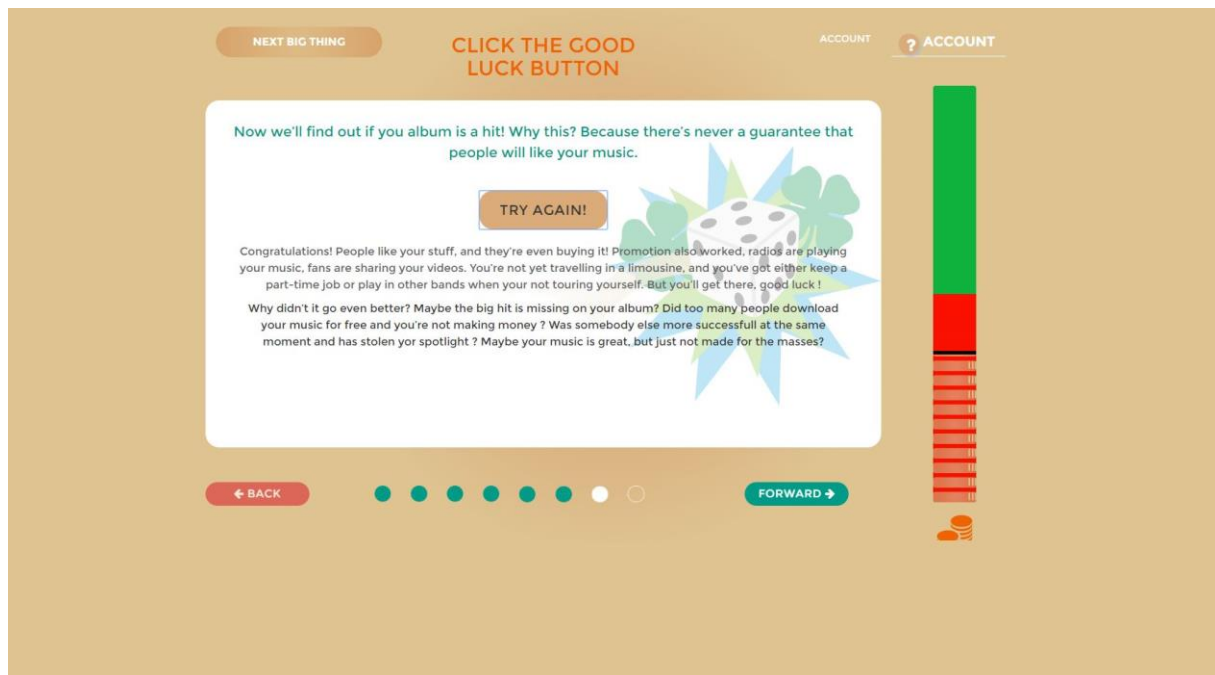 NEXT BIG THING
CLICK THE GOOD
LUCK BUTTON
ACCOUNT
? ACCOUNT
Now we'll find out if you album is a hit! Why this? Because there's never a guarantee that
people will like your music.
TRY AGAIN!
Congratulations! People like your stuff, and they're even buying it! Promotion also worked, radios are playing
your music, fans are sharing your videos. You're not yet travelling in a limousine, and you've got either keep a
part-time job or play in other bands when your not touring yourself. But you'll get there, good luck !
Why didn't it go even better? Maybe the big hit is missing on your album? Did too many people download
your music for free and you're not making money ? Was somebody else more successfull at the same
moment and has stolen yor spotlight ? Maybe your music is great, but just not made for the masses?
← BACK
FORWARD →